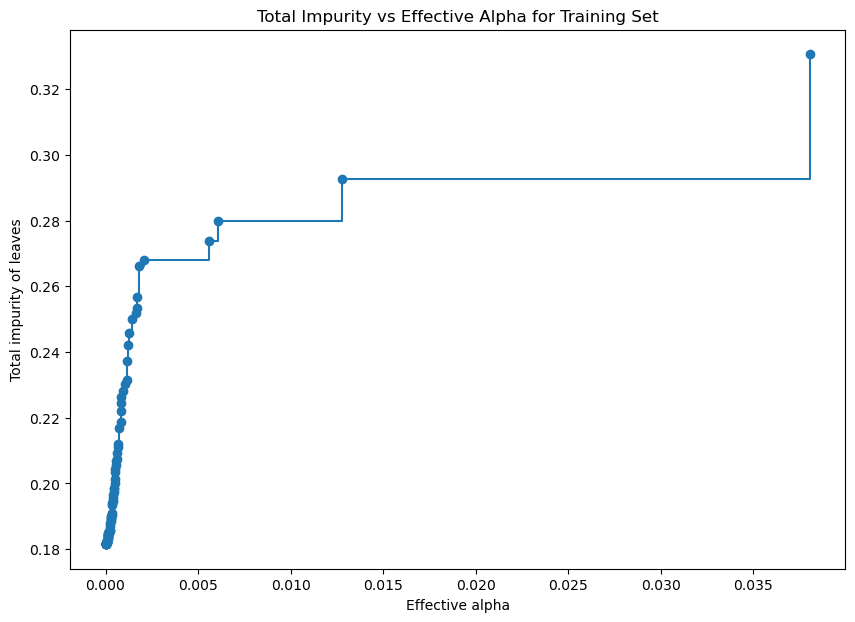 Total Impurity vs Effective Alpha for Training Set
Total impurity of leaves
0.32
0.30
0.28
0.26
0.24
0.22
0.20
0.18
0.000 0.005 0.010 0.015 0.020 0.025 0.030 0.035
Effective alpha